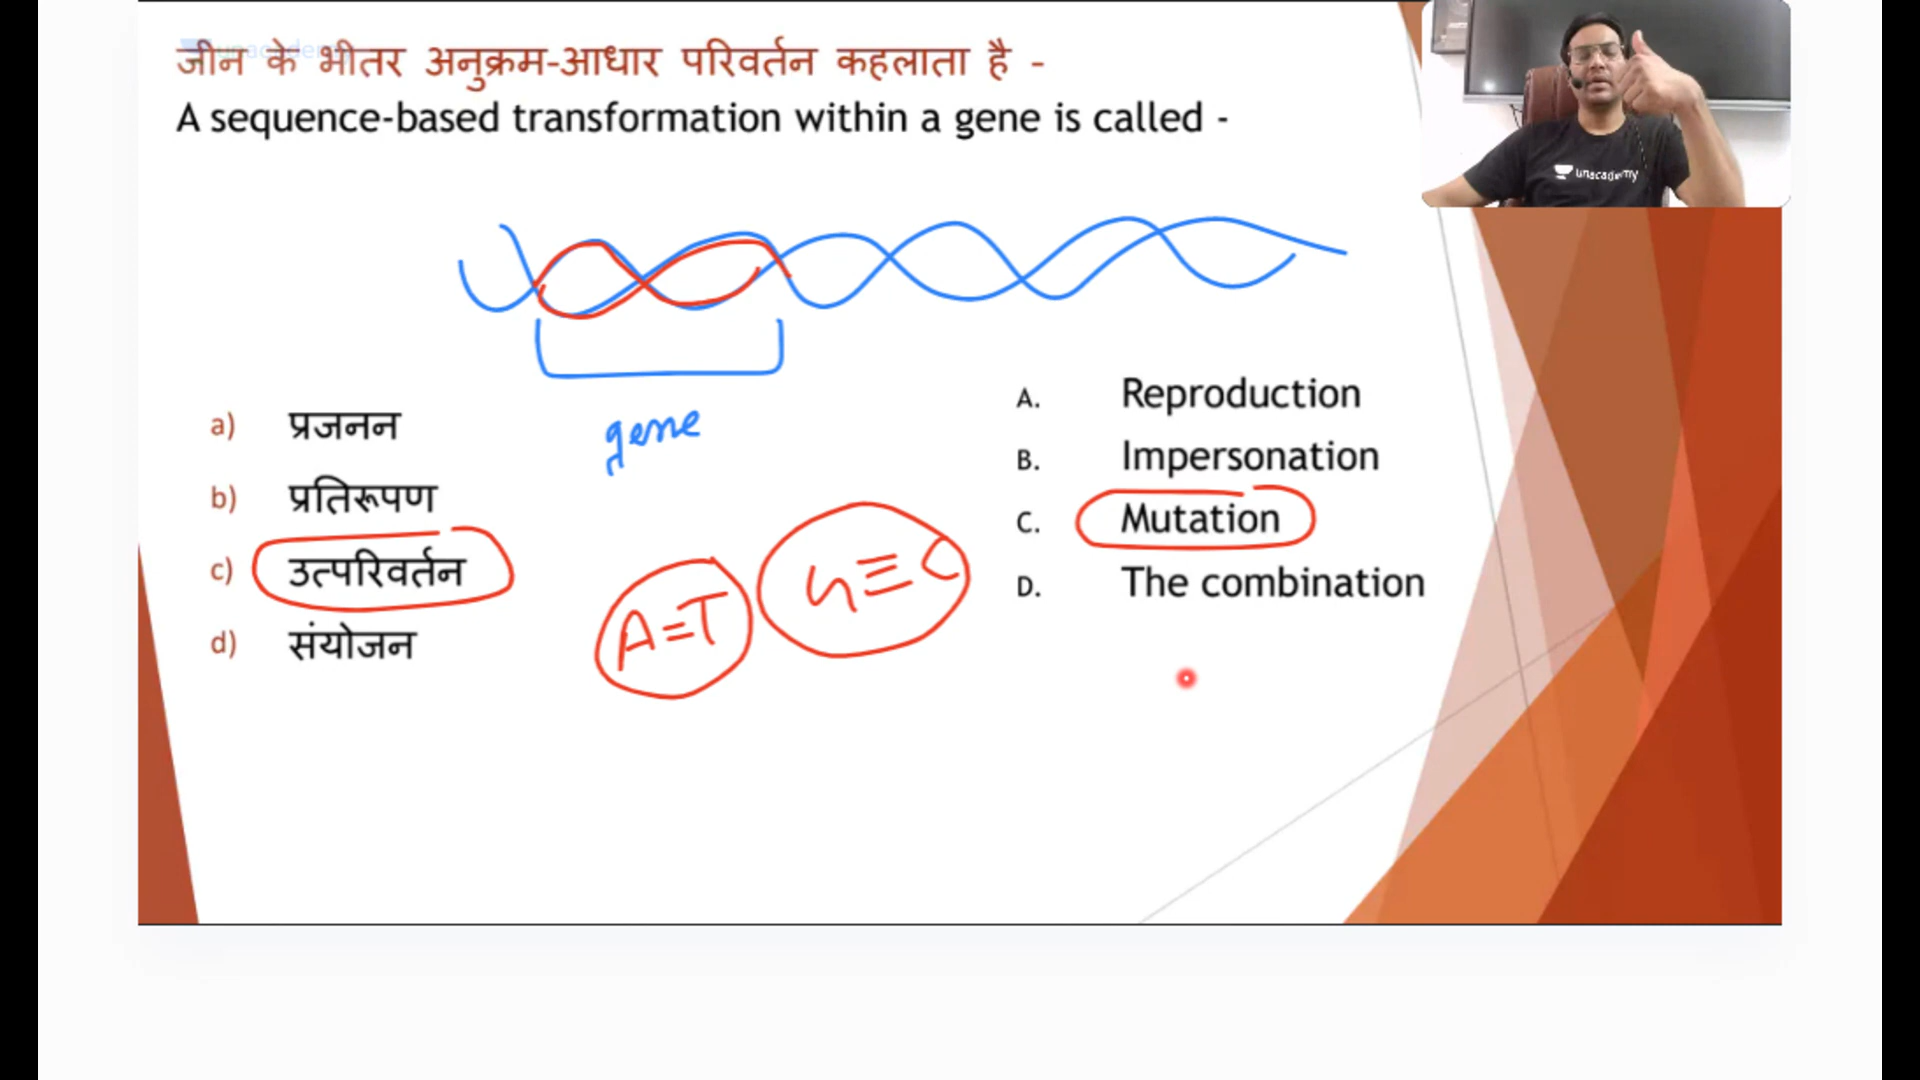 unacademy
जीन के भीतर अनुक्रम-आधार परिवर्तन कहलाता है -
A sequence-based transformation within a gene is called -
unacademy
gene
a) प्रजनन
b) प्रतिरूपण
c) उत्परिवर्तन
d) संयोजन
A=T
G≡C
A. Reproduction
B. Impersonation
C. Mutation
D. The combination